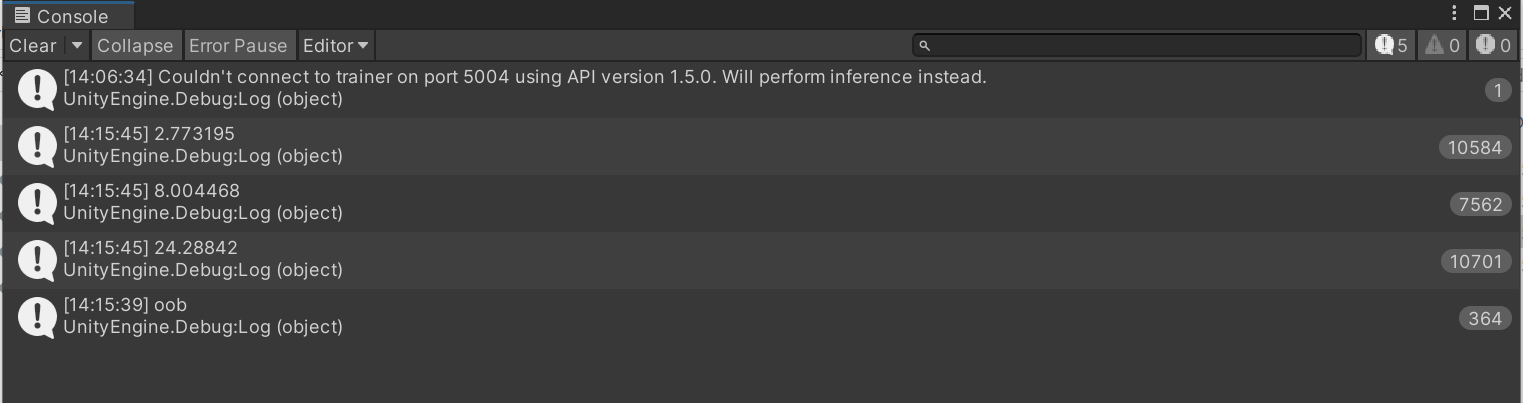 Console
Clear Collapse Error Pause Editor 5 0 0
[14:06:34] Couldn't connect to trainer on port 5004 using API version 1.5.0. Will perform inference instead.
UnityEngine.Debug:Log (object)
1
[14:15:45] 2.773195
UnityEngine.Debug:Log (object)
10584
[14:15:45] 8.004468
UnityEngine.Debug:Log (object)
7562
[14:15:45] 24.28842
UnityEngine.Debug:Log (object)
10701
[14:15:39] oob
UnityEngine.Debug:Log (object)
364